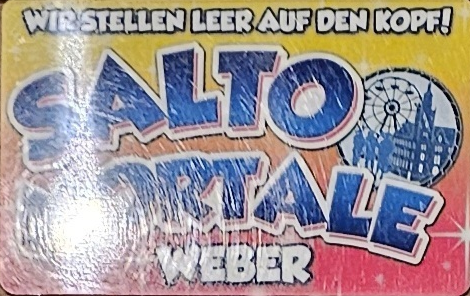 WIR STELLEN LEER AUF DEN KOPF!
SALTO
MORTALE
WEBER